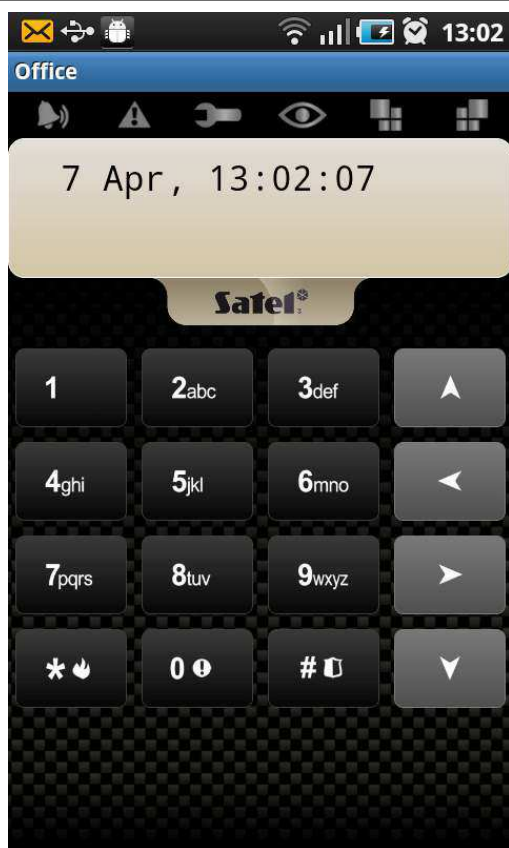 13:02
Office
7 Apr, 13:02:07
Satel
1 2abc 3def
4ghi 5jkl 6mno
7pqrs 8tuv 9wxyz
* 0 #